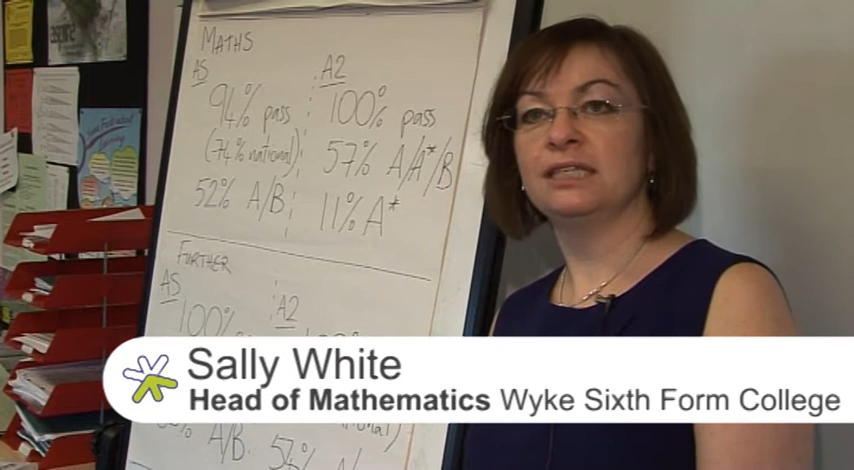 MATHS
AS
A2
94% pass
100% pass
(74% national)
57% A/A*/B
52% A/B
11% A*
FURTHER
AS
A2
100%
Sally White
Head of Mathematics Wyke Sixth Form College
A/B